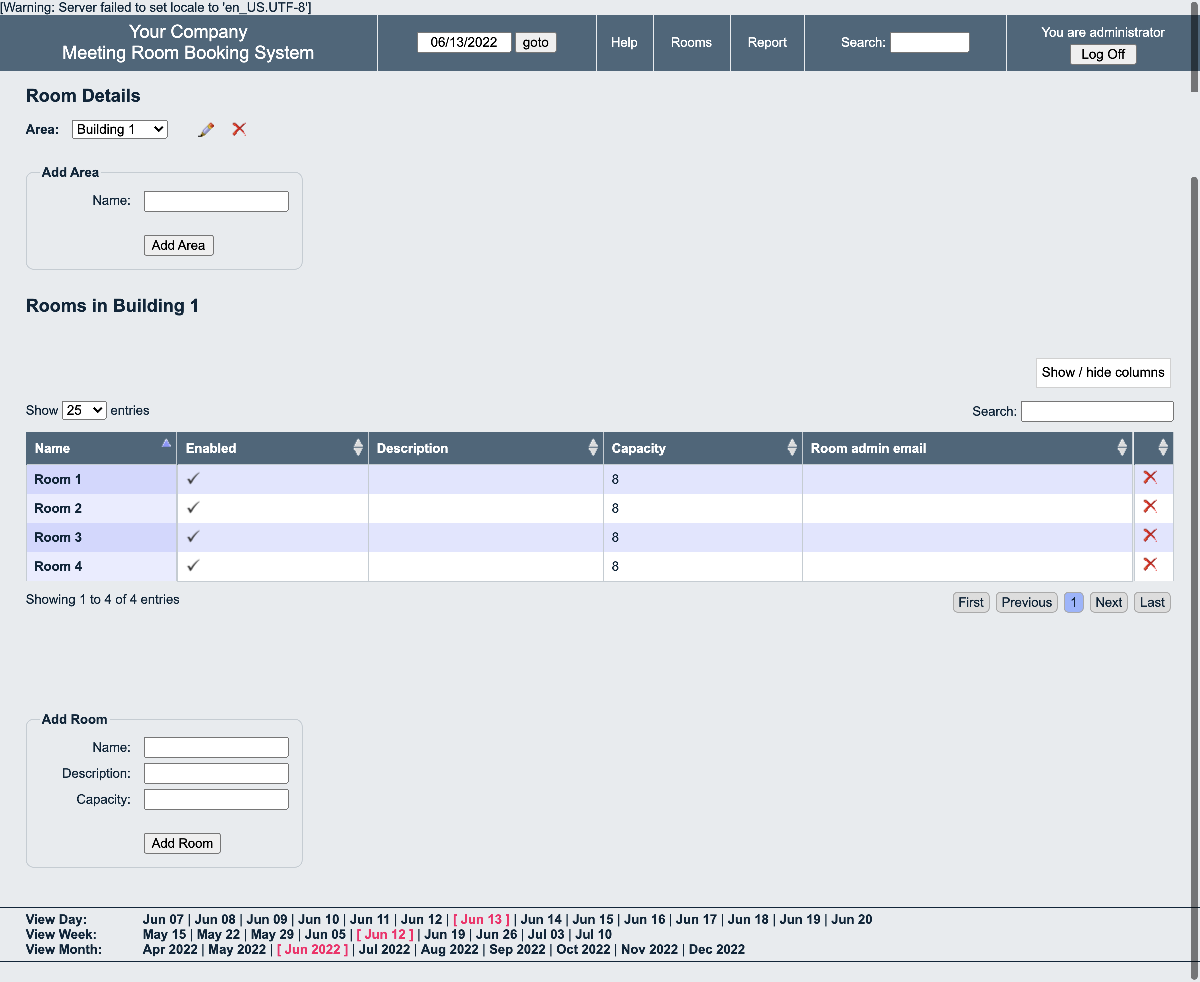 [Warning: Server failed to set locale to 'en_US.UTF-8']
Your Company
Meeting Room Booking System
06/13/2022 goto
Help
Rooms
Report
Search:
You are administrator
Log Off
Room Details
Area: Building 1
Add Area
Name:
Add Area
Rooms in Building 1
Show / hide columns
Show 25 entries
Search:
Name Enabled Description Capacity Room admin email
Room 1 8
Room 2 8
Room 3 8
Room 4 8
Showing 1 to 4 of 4 entries
First Previous 1 Next Last
Add Room
Name:
Description:
Capacity:
Add Room
View Day: Jun 07 | Jun 08 | Jun 09 | Jun 10 | Jun 11 | Jun 12 | [ Jun 13 ] | Jun 14 | Jun 15 | Jun 16 | Jun 17 | Jun 18 | Jun 19 | Jun 20
View Week: May 15 | May 22 | May 29 | Jun 05 | [ Jun 12 ] | Jun 19 | Jun 26 | Jul 03 | Jul 10
View Month: Apr 2022 | May 2022 | [ Jun 2022 ] | Jul 2022 | Aug 2022 | Sep 2022 | Oct 2022 | Nov 2022 | Dec 2022